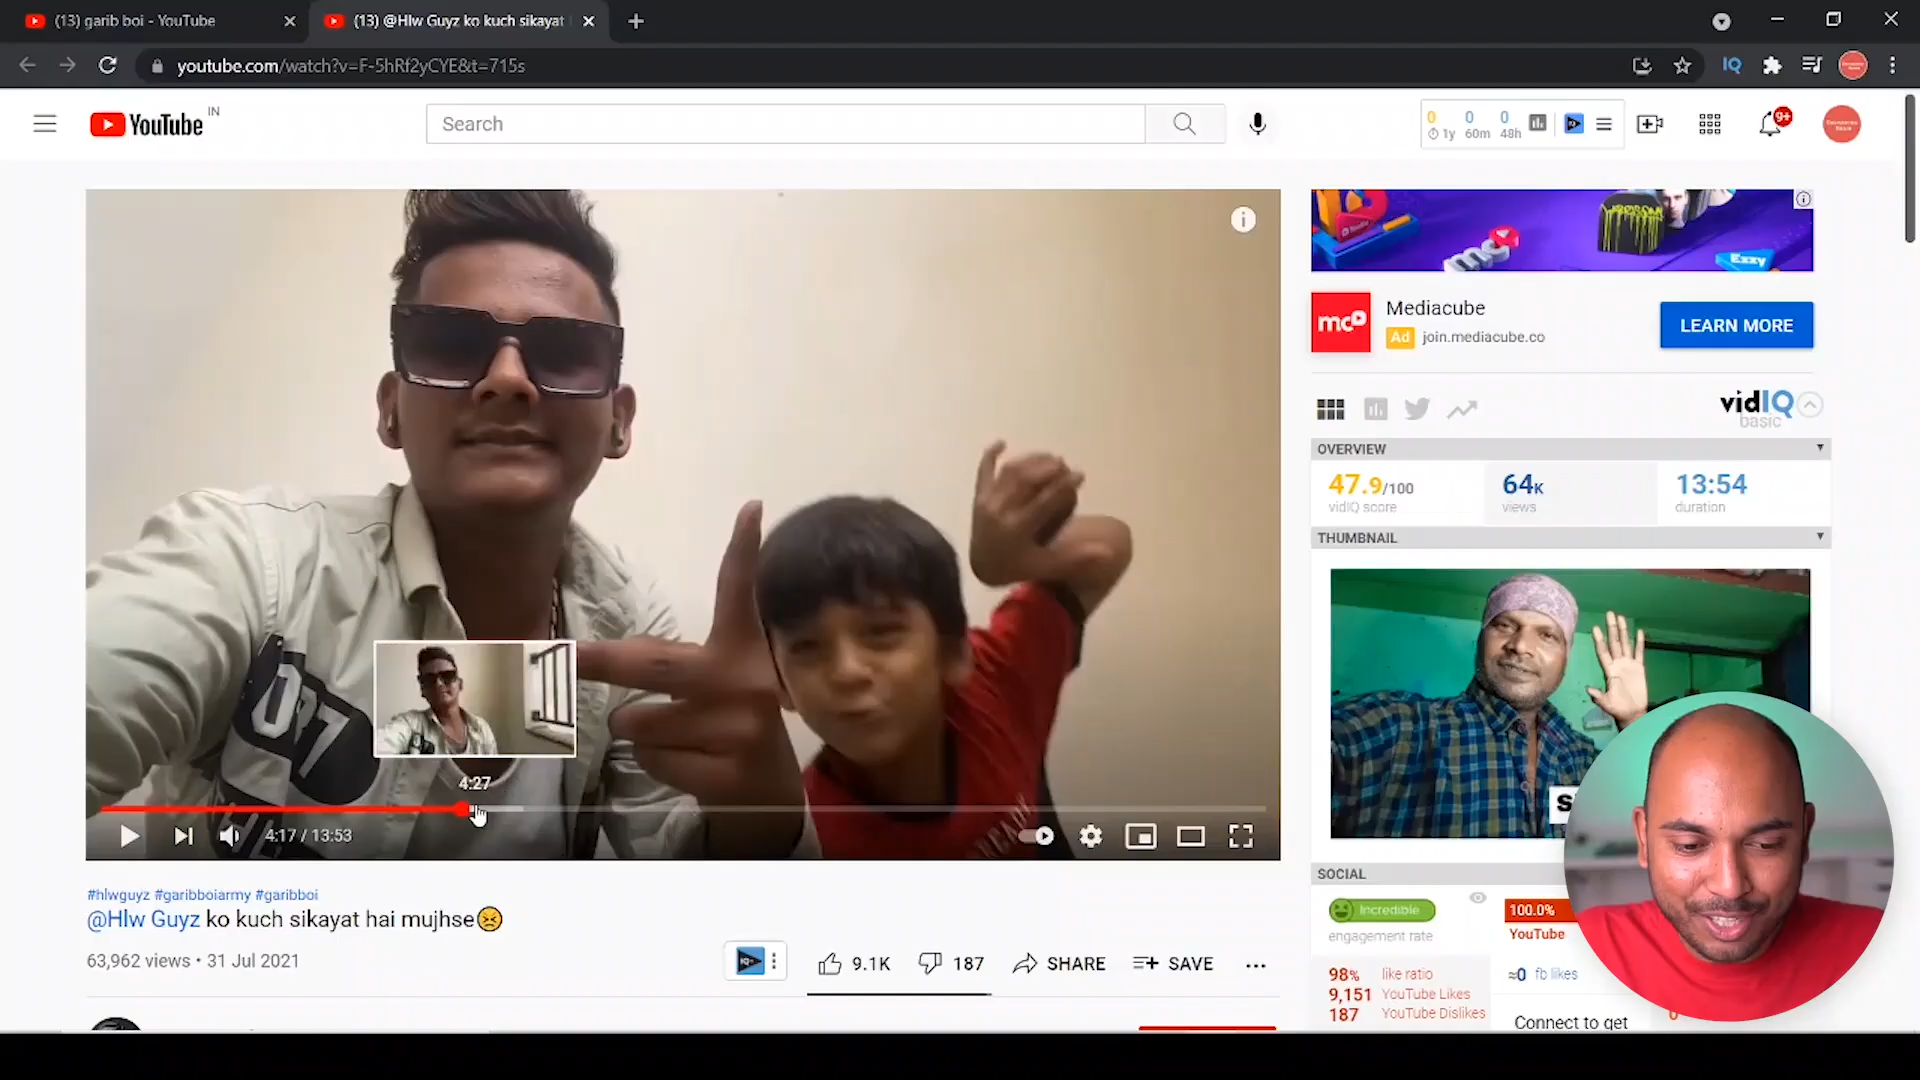 (13) garib boi - YouTube
(13) @Hlw Guyz ko kuch sikayat
youtube.com/watch?v=F-5hRf2yCYE&t=715s
IQ
YouTube IN
Search
0 0 0
1y 60m 48h
9+
Exzy
mc
Mediacube
Ad join.mediacube.co
LEARN MORE
vidIQ
basic
OVERVIEW
47.9/100
vidIQ score
64K
views
13:54
duration
THUMBNAIL
4:27
4:17 / 13:53
#hlwguyz #garibboiarmy #garibboi
@Hlw Guyz ko kuch sikayat hai mujhse😣
63,962 views • 31 Jul 2021
9.1K
187
SHARE
SAVE
SOCIAL
Incredible
engagement rate
100.0%
YouTube
98% like ratio
9,151 YouTube Likes
187 YouTube Dislikes
≈0 fb likes
Connect to get